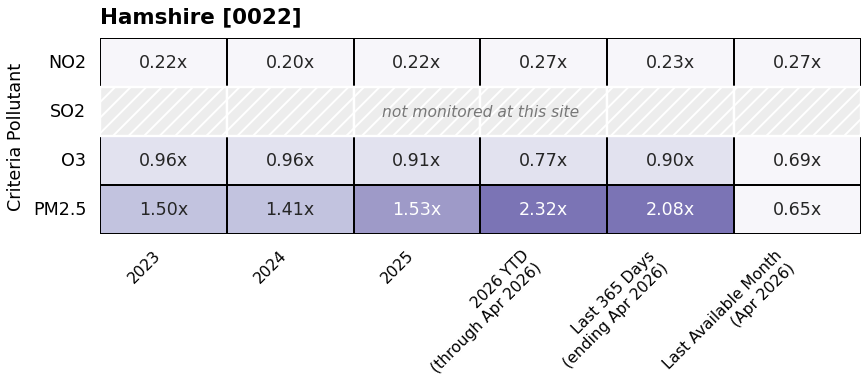 Hamshire [0022]
Criteria Pollutant
NO2 0.22x 0.20x 0.22x 0.27x 0.23x 0.27x
SO2 not monitored at this site
O3 0.96x 0.96x 0.91x 0.77x 0.90x 0.69x
PM2.5 1.50x 1.41x 1.53x 2.32x 2.08x 0.65x
2023
2024
2025
2026 YTD
(through Apr 2026)
Last 365 Days
(ending Apr 2026)
Last Available Month
(Apr 2026)